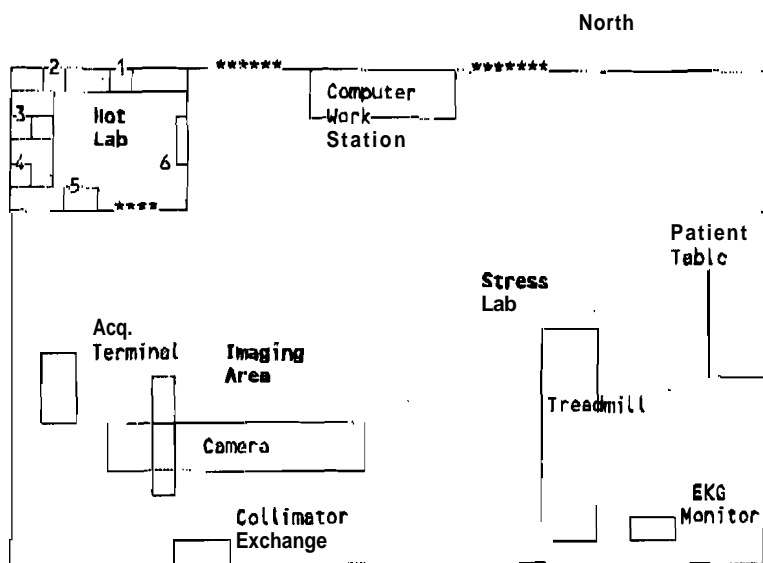 North
2 1
******
*******
Computer
Work
Station
3
Hot
Lab
4
6
5
****
Patient
Table
Stress
Lab
Acq.
Terminal
Imaging
Area
Treadmill
Camera
EKG
Monitor
Collimator
Exchange